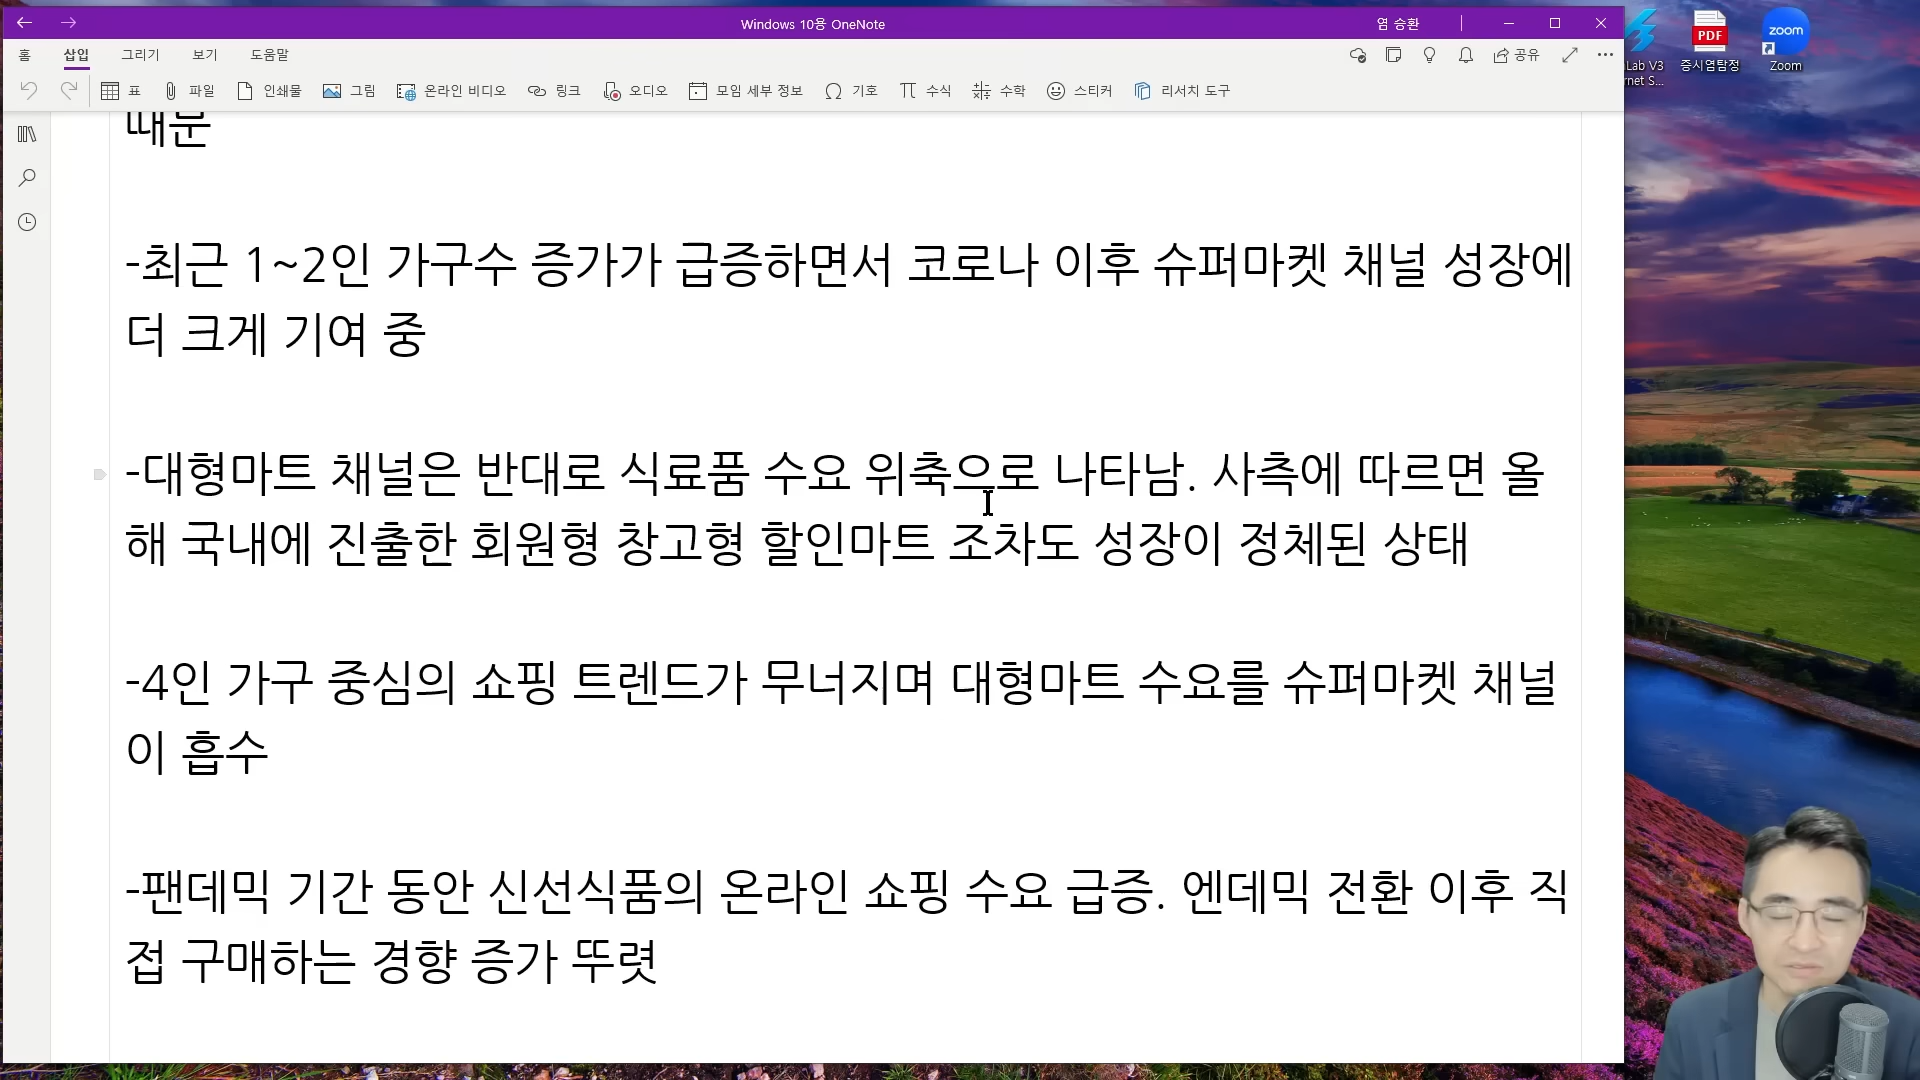 Windows 10용 OneNote
염 승환
홈 삽입 그리기 보기 도움말 공유
표 파일 인쇄물 그림 온라인 비디오 링크 오디오 모임 세부 정보 기호 수식 수학 스티커 리서치 도구
때문
-최근 1~2인 가구수 증가가 급증하면서 코로나 이후 슈퍼마켓 채널 성장에
더 크게 기여 중
-대형마트 채널은 반대로 식료품 수요 위축으로 나타남. 사측에 따르면 올
해 국내에 진출한 회원형 창고형 할인마트 조차도 성장이 정체된 상태
-4인 가구 중심의 쇼핑 트렌드가 무너지며 대형마트 수요를 슈퍼마켓 채널
이 흡수
-팬데믹 기간 동안 신선식품의 온라인 쇼핑 수요 급증. 엔데믹 전환 이후 직
접 구매하는 경향 증가 뚜렷
Lab V3
rnet S...
PDF
증시염탐정
zoom
Zoom